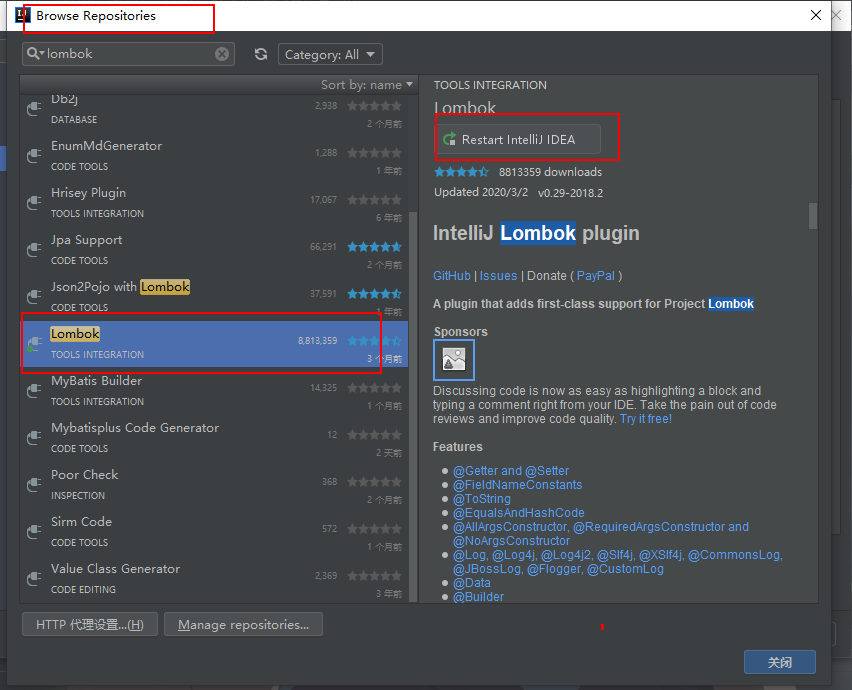 Browse Repositories
lombok
Category: All
Sort by: name
Db2j
2,938
DATABASE
2 个月前
EnumMdGenerator
1,288
CODE TOOLS
1 年前
Hrisey Plugin
17,067
TOOLS INTEGRATION
6 年前
Jpa Support
66,291
CODE TOOLS
2 个月前
Json2Pojo with Lombok
37,591
CODE TOOLS
1 年前
Lombok
8,813,359
TOOLS INTEGRATION
3 个月前
MyBatis Builder
14,325
TOOLS INTEGRATION
1 个月前
Mybatisplus Code Generator
12
CODE TOOLS
2 天前
Poor Check
368
INSPECTION
2 个月前
Sirm Code
572
CODE TOOLS
1 个月前
Value Class Generator
2,369
CODE EDITING
3 年前
TOOLS INTEGRATION
Lombok
Restart IntelliJ IDEA
8813359 downloads
Updated 2020/3/2 v0.29-2018.2
IntelliJ Lombok plugin
GitHub | Issues | Donate ( PayPal )
A plugin that adds first-class support for Project Lombok
Sponsors
Discussing code is now as easy as highlighting a block and
typing a comment right from your IDE. Take the pain out of code
reviews and improve code quality. Try it free!
Features
@Getter and @Setter
@FieldNameConstants
@ToString
@EqualsAndHashCode
@AllArgsConstructor, @RequiredArgsConstructor and
@NoArgsConstructor
@Log, @Log4j, @Log4j2, @Slf4j, @XSlf4j, @CommonsLog,
@JBossLog, @Flogger, @CustomLog
@Data
@Builder
HTTP 代理设置...(H)
Manage repositories...
关闭